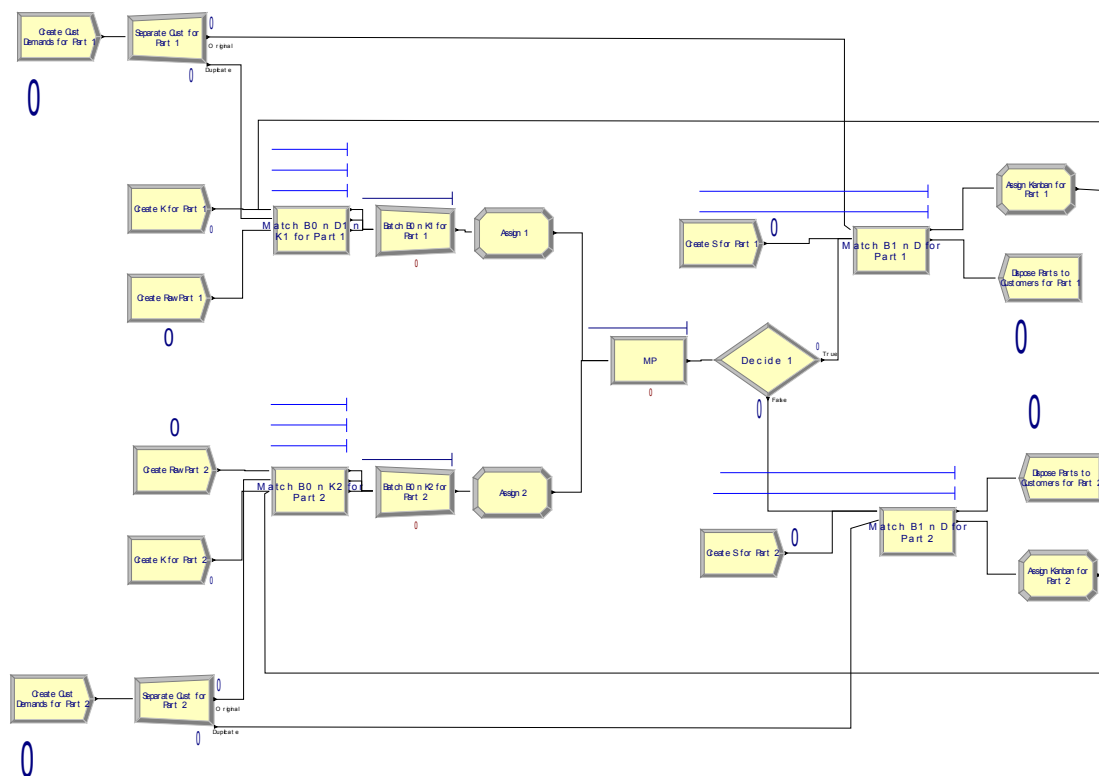 Create Cust
Demands for Part 1
Separate Cust for
Part 1
0
Original
Duplicate
0
0
Create K for Part 1
0
Match B0 n D1 n
K1 for Part 1
Batch B0 n K1 for
Part 1
0
Assign 1
Create Raw Part 1
0
Create S for Part 1
0
Match B1 n D for
Part 1
Assign Kanban for
Part 1
Dispose Parts to
Customers for Part 1
0
MP
0
Decide 1
0
True
0
False
0
0
Create Raw Part 2
Match B0 n K2 for
Part 2
Batch B0 n K2 for
Part 2
0
Assign 2
Create K for Part 2
0
Create S for Part 2
0
Match B1 n D for
Part 2
Dispose Parts to
Customers for Part 2
Assign Kanban for
Part 2
Create Cust
Demands for Part 2
Separate Cust for
Part 2
0
Original
Duplicate
0
0